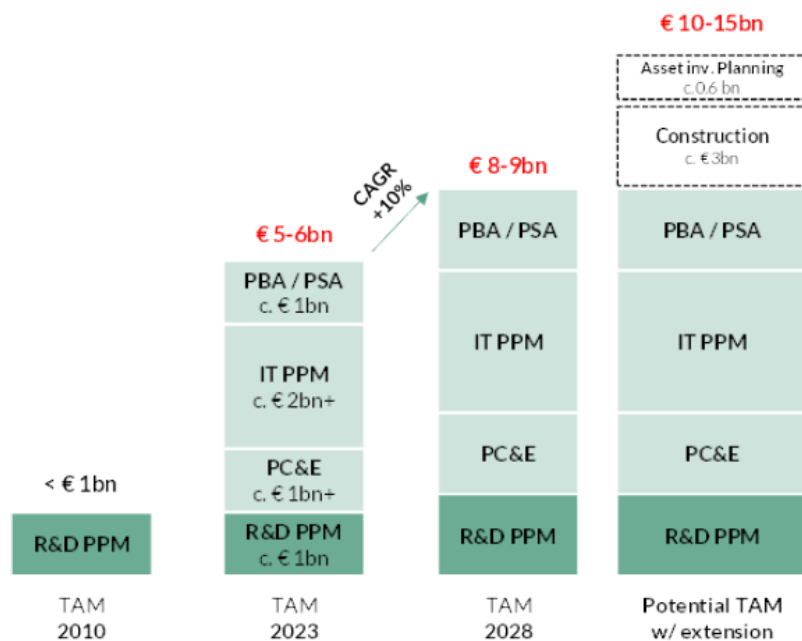 € 10-15bn
Asset inv. Planning
c.0.6 bn
Construction
c. €3bn
€ 8-9bn
CAGR
+10%
€ 5-6bn
PBA / PSA
c. € 1bn
PBA / PSA
PBA / PSA
IT PPM
c. € 2bn+
IT PPM
IT PPM
< € 1bn
PC&E
c. € 1bn+
PC&E
PC&E
R&D PPM
R&D PPM
c. € 1bn
R&D PPM
R&D PPM
TAM
2010
TAM
2023
TAM
2028
Potential TAM
w/ extension